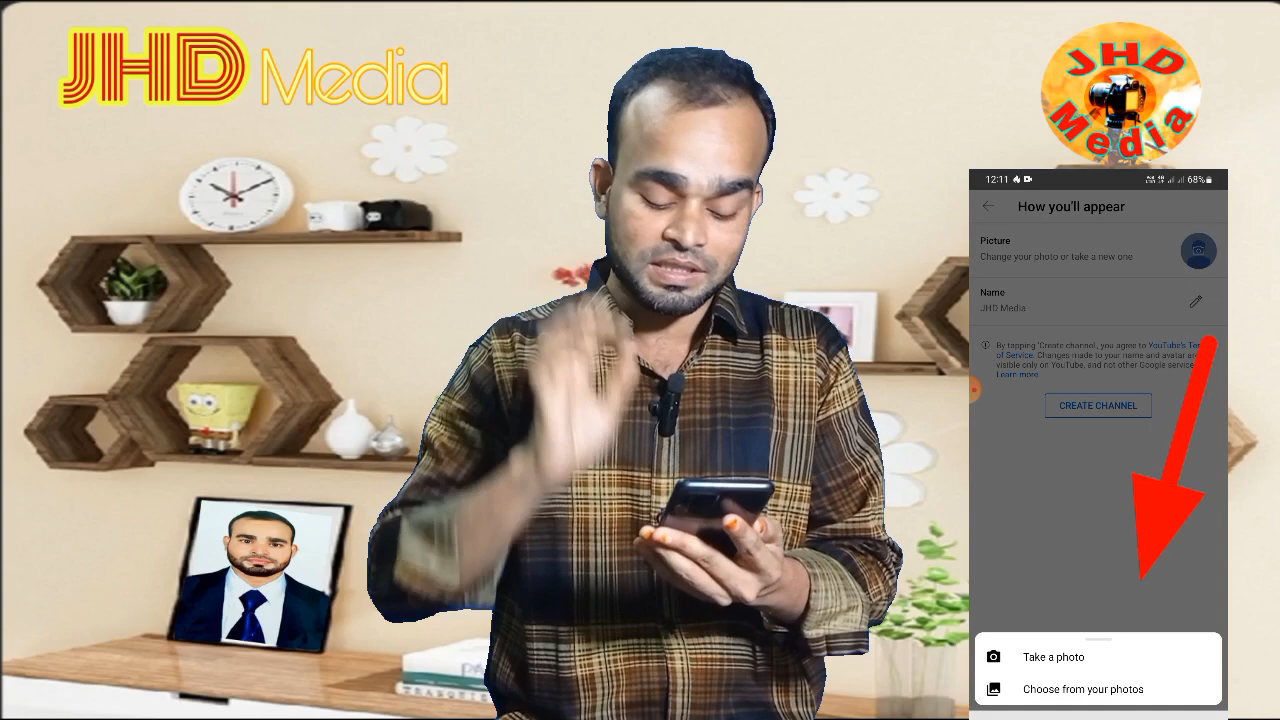 JHD Media
JHD
Media
12:11
68%
How you'll appear
Picture
Change your photo or take a new one
Name
JHD Media
By tapping 'Create channel', you agree to YouTube's
of Service. Changes made to your name and avatar
visible only on YouTube, and not other Google
Learn more
CREATE CHANNEL
Take a photo
Choose from your photos